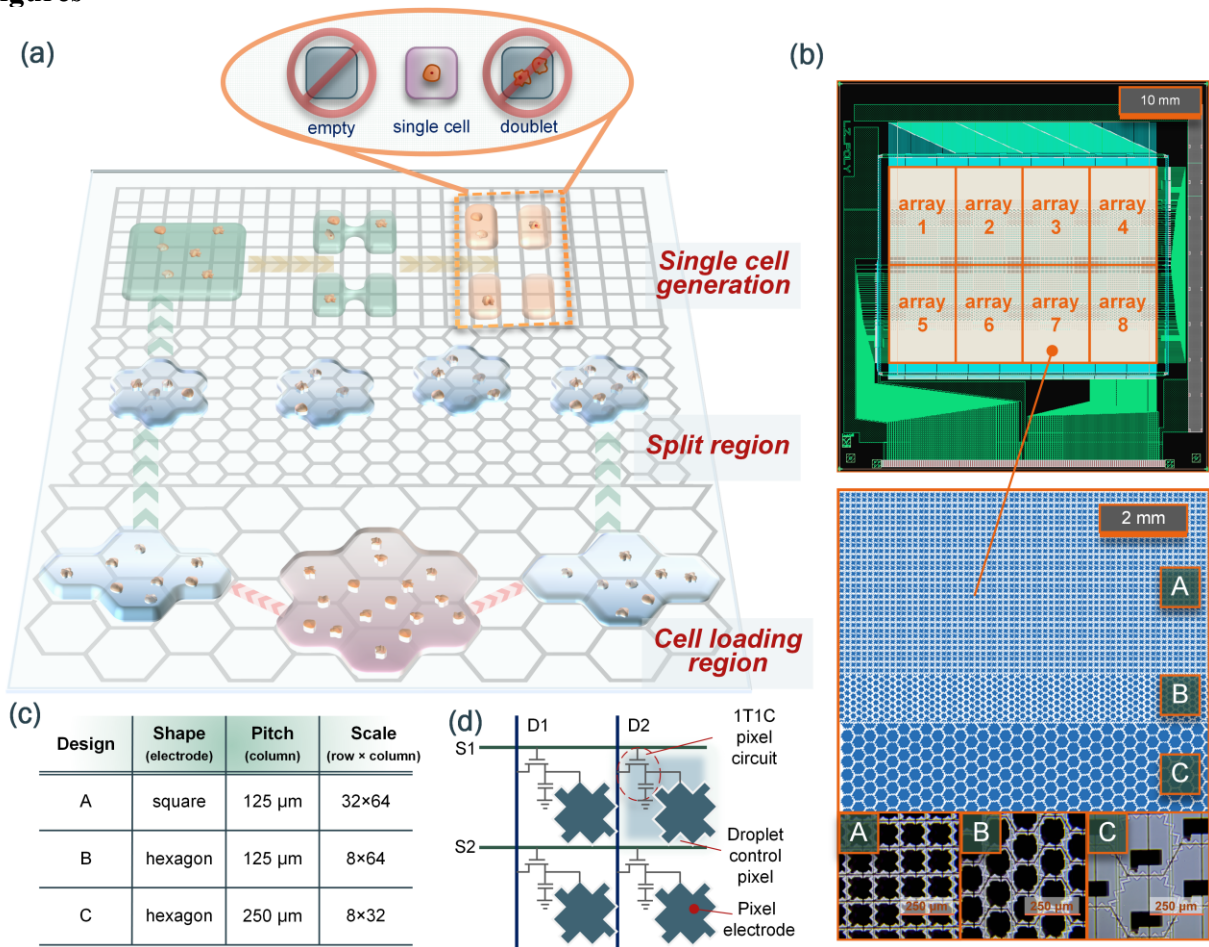 (a)
empty
single cell
doublet
Single cell
generation
Split region
Cell loading
region
(b)
10 mm
LZ_POLY
array
1
array
2
array
3
array
4
array
5
array
6
array
7
array
8
2 mm
A
B
C
A
250 µm
B
250 µm
C
250 µm
(c)
Design Shape Pitch Scale
(electrode) (column) (row × column)
A square 125 µm 32×64
B hexagon 125 µm 8×64
C hexagon 250 µm 8×32
(d)
D1 D2
S1
S2
1T1C
pixel
circuit
Droplet
control
pixel
Pixel
electrode